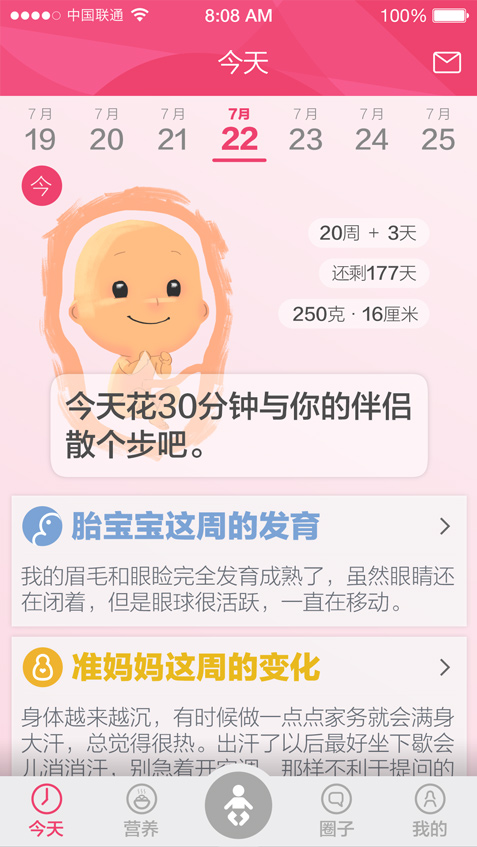 中国联通 8:08 AM 100%
今天
7月 7月 7月 7月 7月 7月 7月
19 20 21 22 23 24 25
今
20周 + 3天
还剩177天
250克 · 16厘米
今天花30分钟与你的伴侣
散个步吧。
胎宝宝这周的发育
我的眉毛和眼睑完全发育成熟了，虽然眼睛还
在闭着，但是眼球很活跃，一直在移动。
准妈妈这周的变化
身体越来越沉，有时候做一点点家务就会满身
大汗，总觉得很热。出汗了以后最好坐下歇会
儿消消汗，别急着开空调，那样不利于提问的
今天 营养 圈子 我的